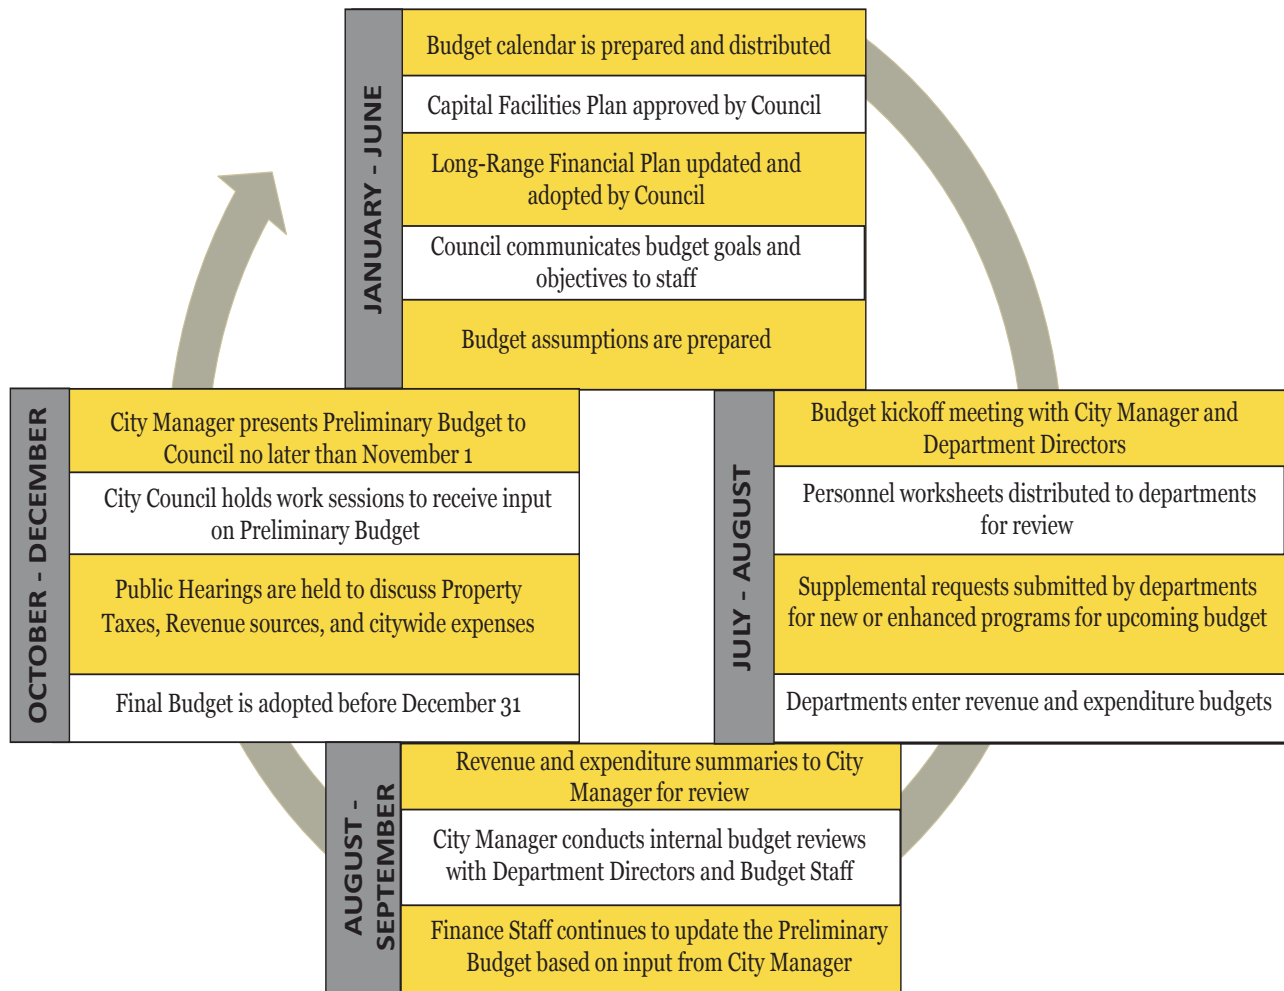 JANUARY - JUNE
Budget calendar is prepared and distributed
Capital Facilities Plan approved by Council
Long-Range Financial Plan updated and
adopted by Council
Council communicates budget goals and
objectives to staff
Budget assumptions are prepared
JULY - AUGUST
Budget kickoff meeting with City Manager and
Department Directors
Personnel worksheets distributed to departments
for review
Supplemental requests submitted by departments
for new or enhanced programs for upcoming budget
Departments enter revenue and expenditure budgets
AUGUST -
SEPTEMBER
Revenue and expenditure summaries to City
Manager for review
City Manager conducts internal budget reviews
with Department Directors and Budget Staff
Finance Staff continues to update the Preliminary
Budget based on input from City Manager
OCTOBER - DECEMBER
City Manager presents Preliminary Budget to
Council no later than November 1
City Council holds work sessions to receive input
on Preliminary Budget
Public Hearings are held to discuss Property
Taxes, Revenue sources, and citywide expenses
Final Budget is adopted before December 31